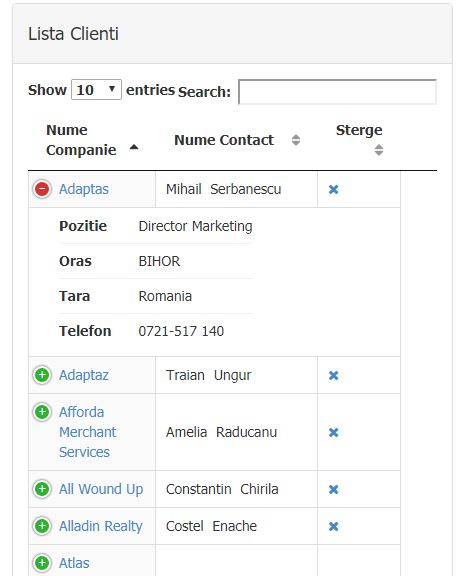 Lista Clienti
Show 10 entries Search:
Nume Companie Nume Contact Sterge
Adaptas Mihail Serbanescu
Pozitie Director Marketing
Oras BIHOR
Tara Romania
Telefon 0721-517 140
Adaptaz Traian Ungur
Afforda
Merchant Amelia Raducanu
Services
All Wound Up Constantin Chirila
Alladin Realty Costel Enache
Atlas